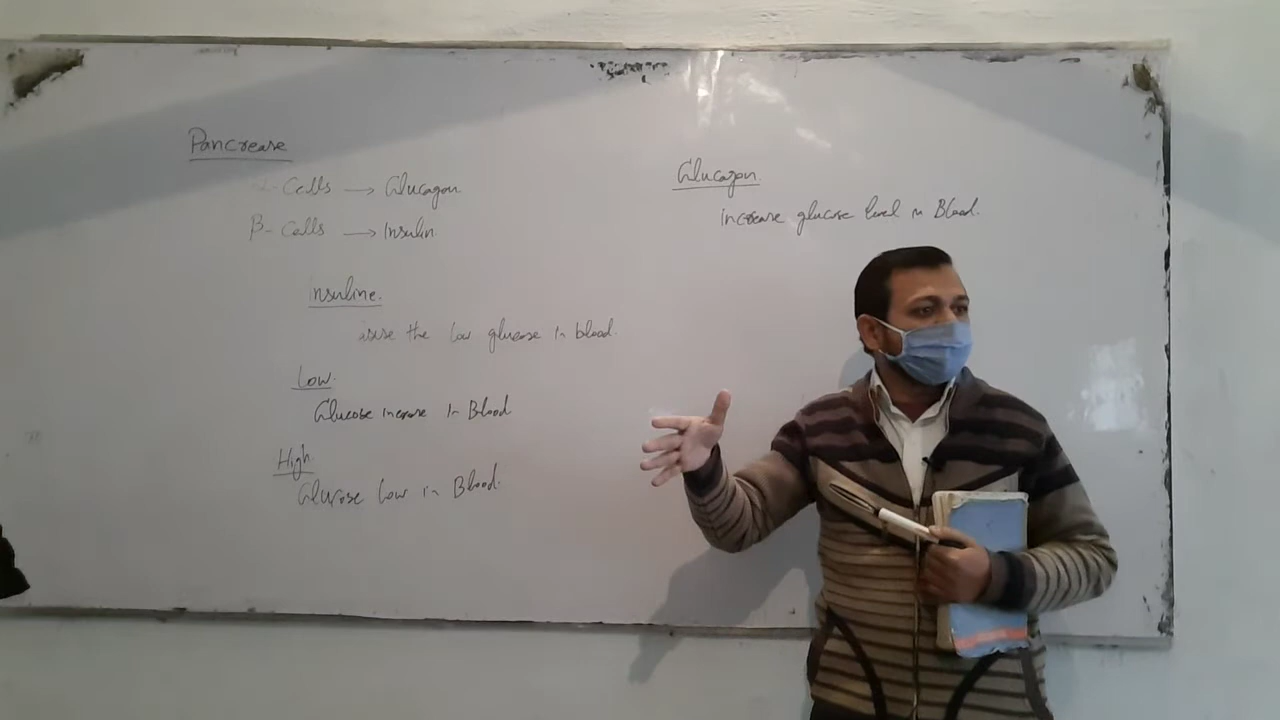 Pancrease
- Cells → Glucagon
β- Cells → Insulin.
Insuline.
the low glucose in blood.
Low.
Glucose increase in Blood
High.
Glucose Low in Blood.
Glucagon.
increase glucose level in Blood.